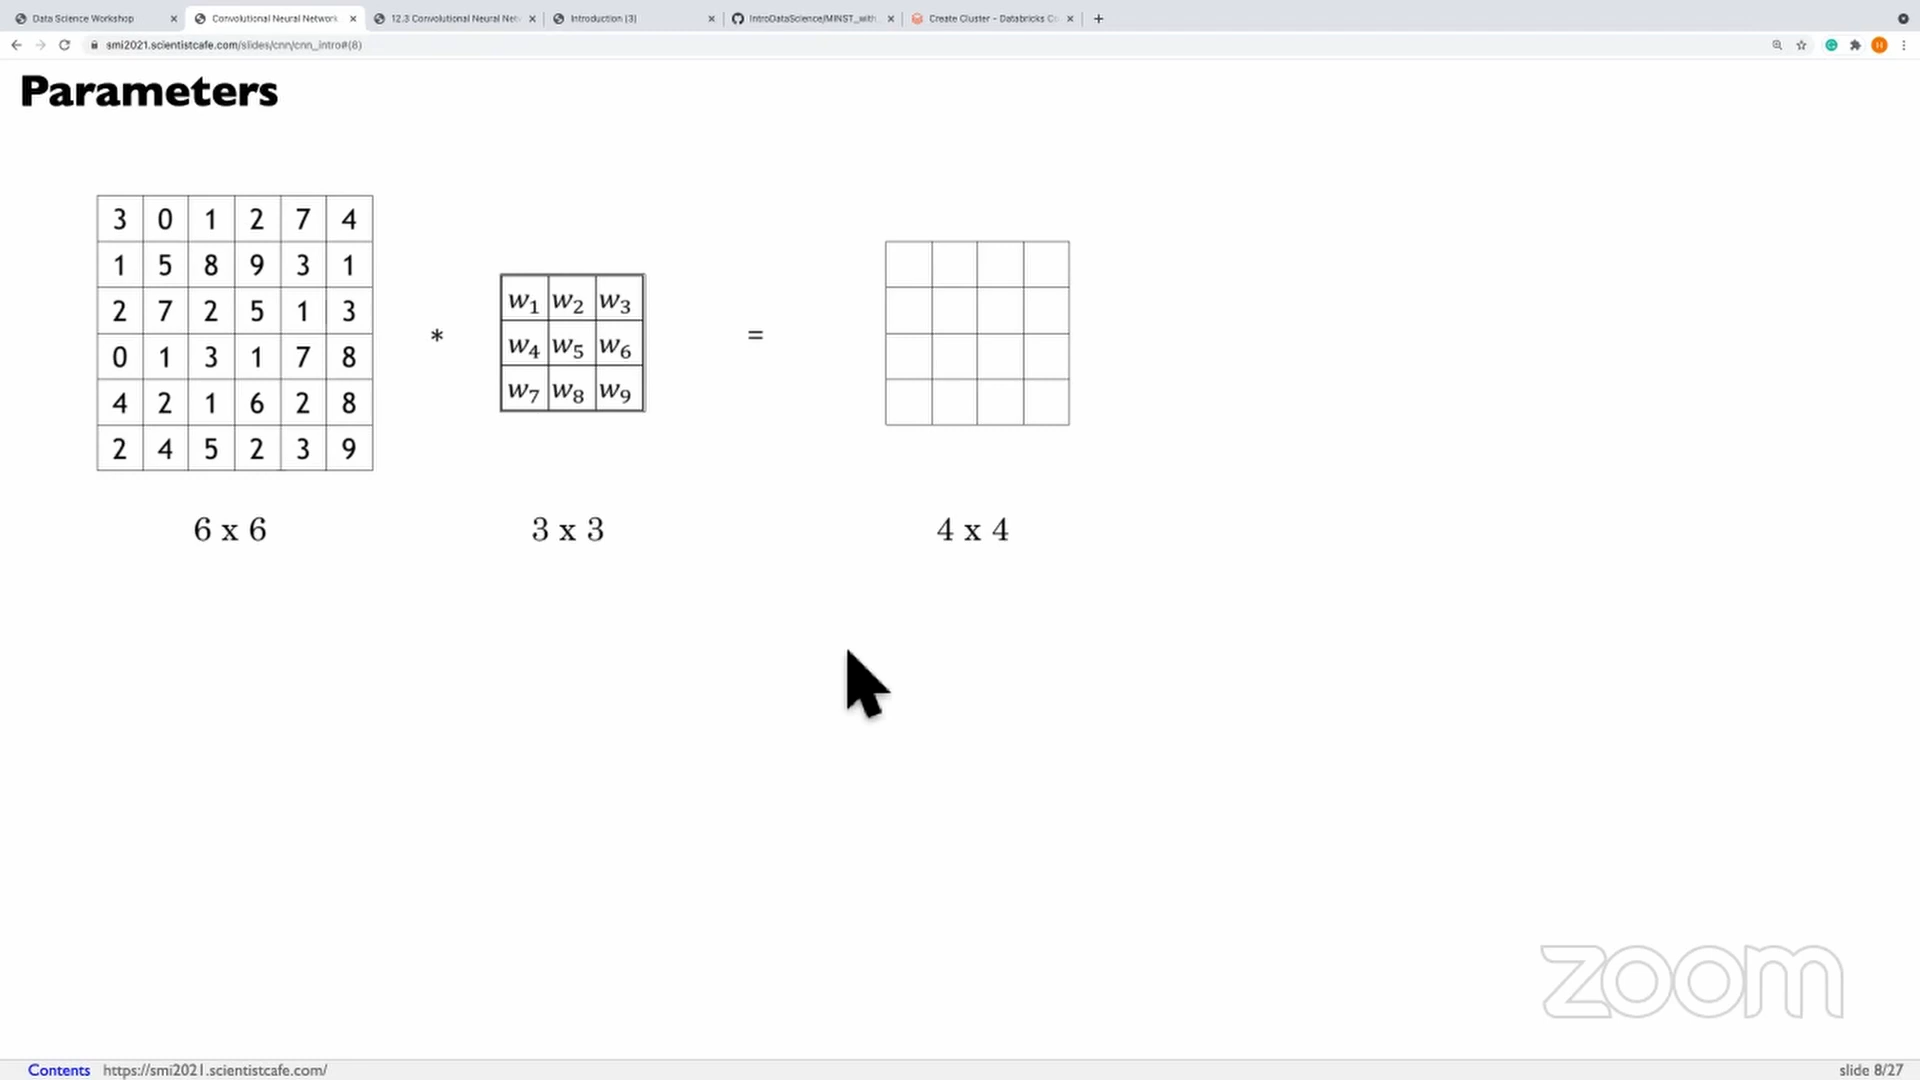 Data Science Workshop
Convolutional Neural Network
12.3 Convolutional Neural Net
Introduction (3)
IntroDataScience/MINST_with
Create Cluster - Databricks Co
smi2021.scientistcafe.com/slides/cnn/cnn_intro#(8)
H
Parameters
3 0 1 2 7 4
1 5 8 9 3 1
2 7 2 5 1 3
0 1 3 1 7 8
4 2 1 6 2 8
2 4 5 2 3 9
*
w1 w2 w3
w4 w5 w6
w7 w8 w9
=
6 x 6
3 x 3
4 x 4
zoom
Contents https://smi2021.scientistcafe.com/
slide 8/27